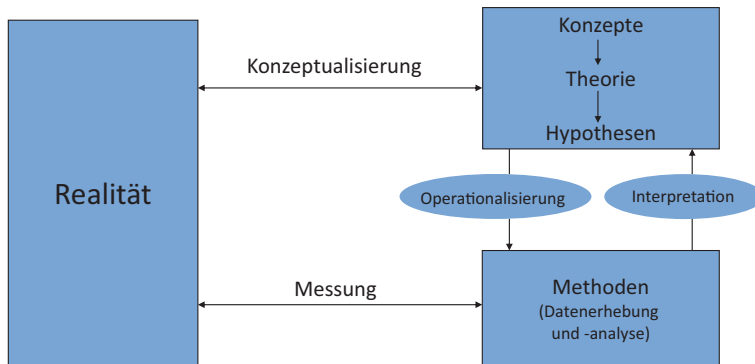 Konzepte
Konzeptualisierung
Theorie
Hypothesen
Realität
Operationalisierung
Interpretation
Messung
Methoden
(Datenerhebung
und -analyse)